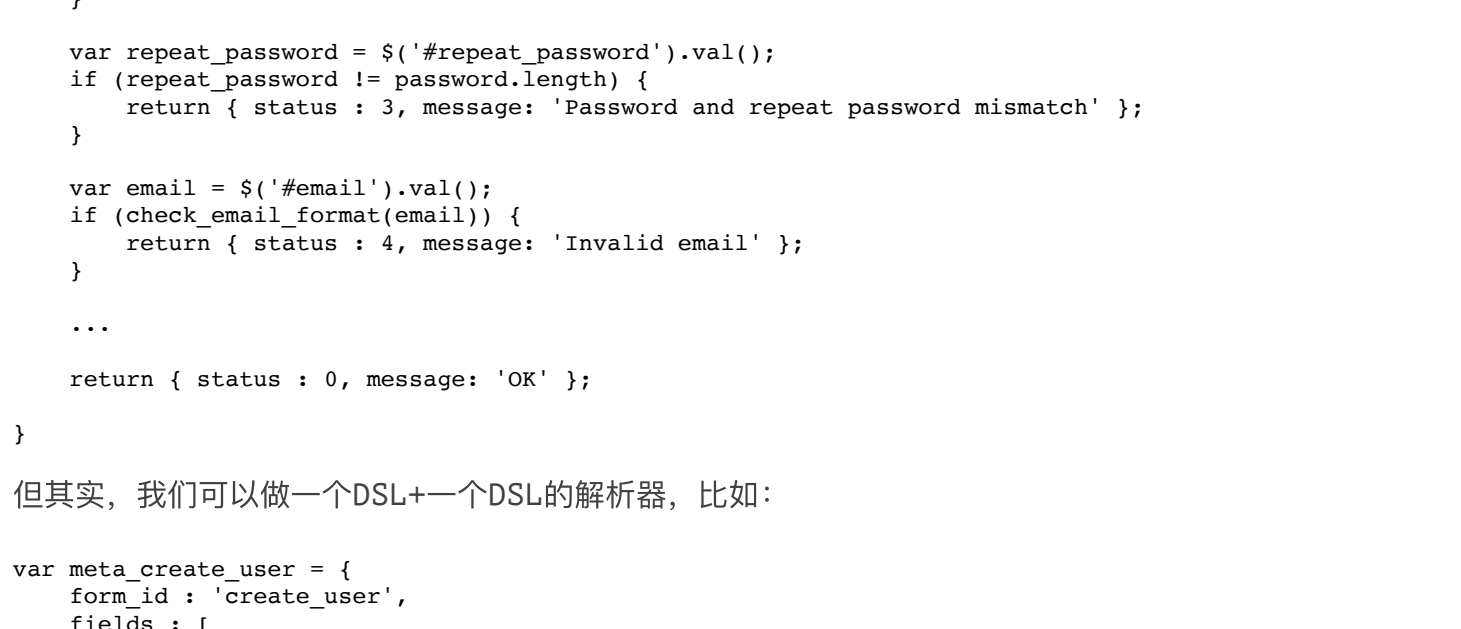 }
    var repeat_password = $('#repeat_password').val();
    if (repeat_password != password.length) {
        return { status : 3, message: 'Password and repeat password mismatch' };
    }
    var email = $('#email').val();
    if (check_email_format(email)) {
        return { status : 4, message: 'Invalid email' };
    }
    ...
    return { status : 0, message: 'OK' };
}
但其实，我们可以做一个DSL+一个DSL的解析器，比如：
var meta_create_user = {
    form_id : 'create_user',
    fields : [